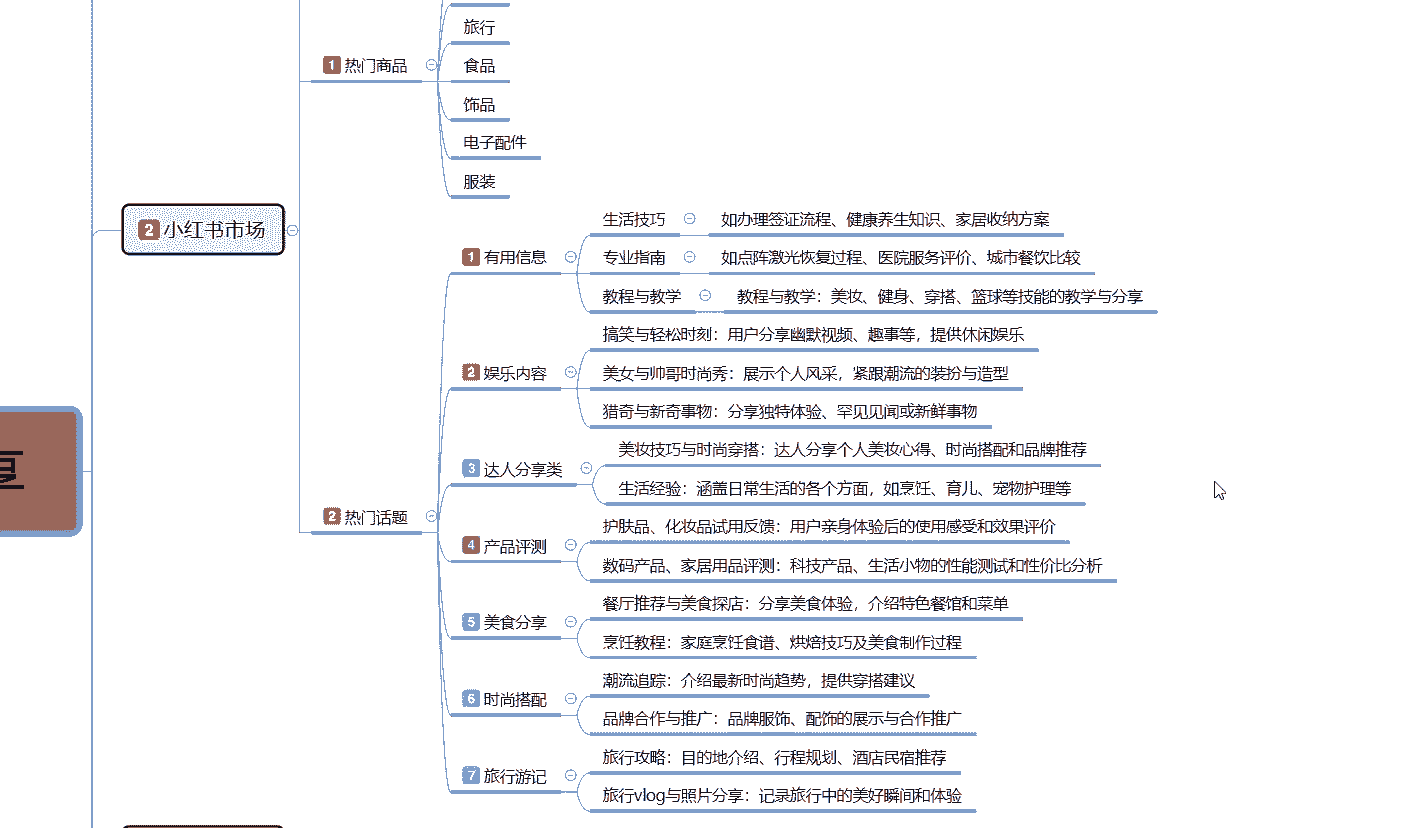 2 小红书市场
1 热门商品
旅行
食品
饰品
电子配件
服装
2 热门话题
1 有用信息
生活技巧
如办理签证流程、健康养生知识、家居收纳方案
专业指南
如点阵激光恢复过程、医院服务评价、城市餐饮比较
教程与教学
教程与教学：美妆、健身、穿搭、篮球等技能的教学与分享
2 娱乐内容
搞笑与轻松时刻：用户分享幽默视频、趣事等，提供休闲娱乐
美女与帅哥时尚秀：展示个人风采，紧跟潮流的装扮与造型
猎奇与新奇事物：分享独特体验、罕见见闻或新鲜事物
3 达人分享类
美妆技巧与时尚穿搭：达人分享个人美妆心得、时尚搭配和品牌推荐
生活经验：涵盖日常生活的各个方面，如烹饪、育儿、宠物护理等
4 产品评测
护肤品、化妆品试用反馈：用户亲身体验后的使用感受和效果评价
数码产品、家居用品评测：科技产品、生活小物的性能测试和性价比分析
5 美食分享
餐厅推荐与美食探店：分享美食体验，介绍特色餐馆和菜单
烹饪教程：家庭烹饪食谱、烘焙技巧及美食制作过程
6 时尚搭配
潮流追踪：介绍最新时尚趋势，提供穿搭建议
品牌合作与推广：品牌服饰、配饰的展示与合作推广
7 旅行游记
旅行攻略：目的地介绍、行程规划、酒店民宿推荐
旅行vlog与照片分享：记录旅行中的美好瞬间和体验